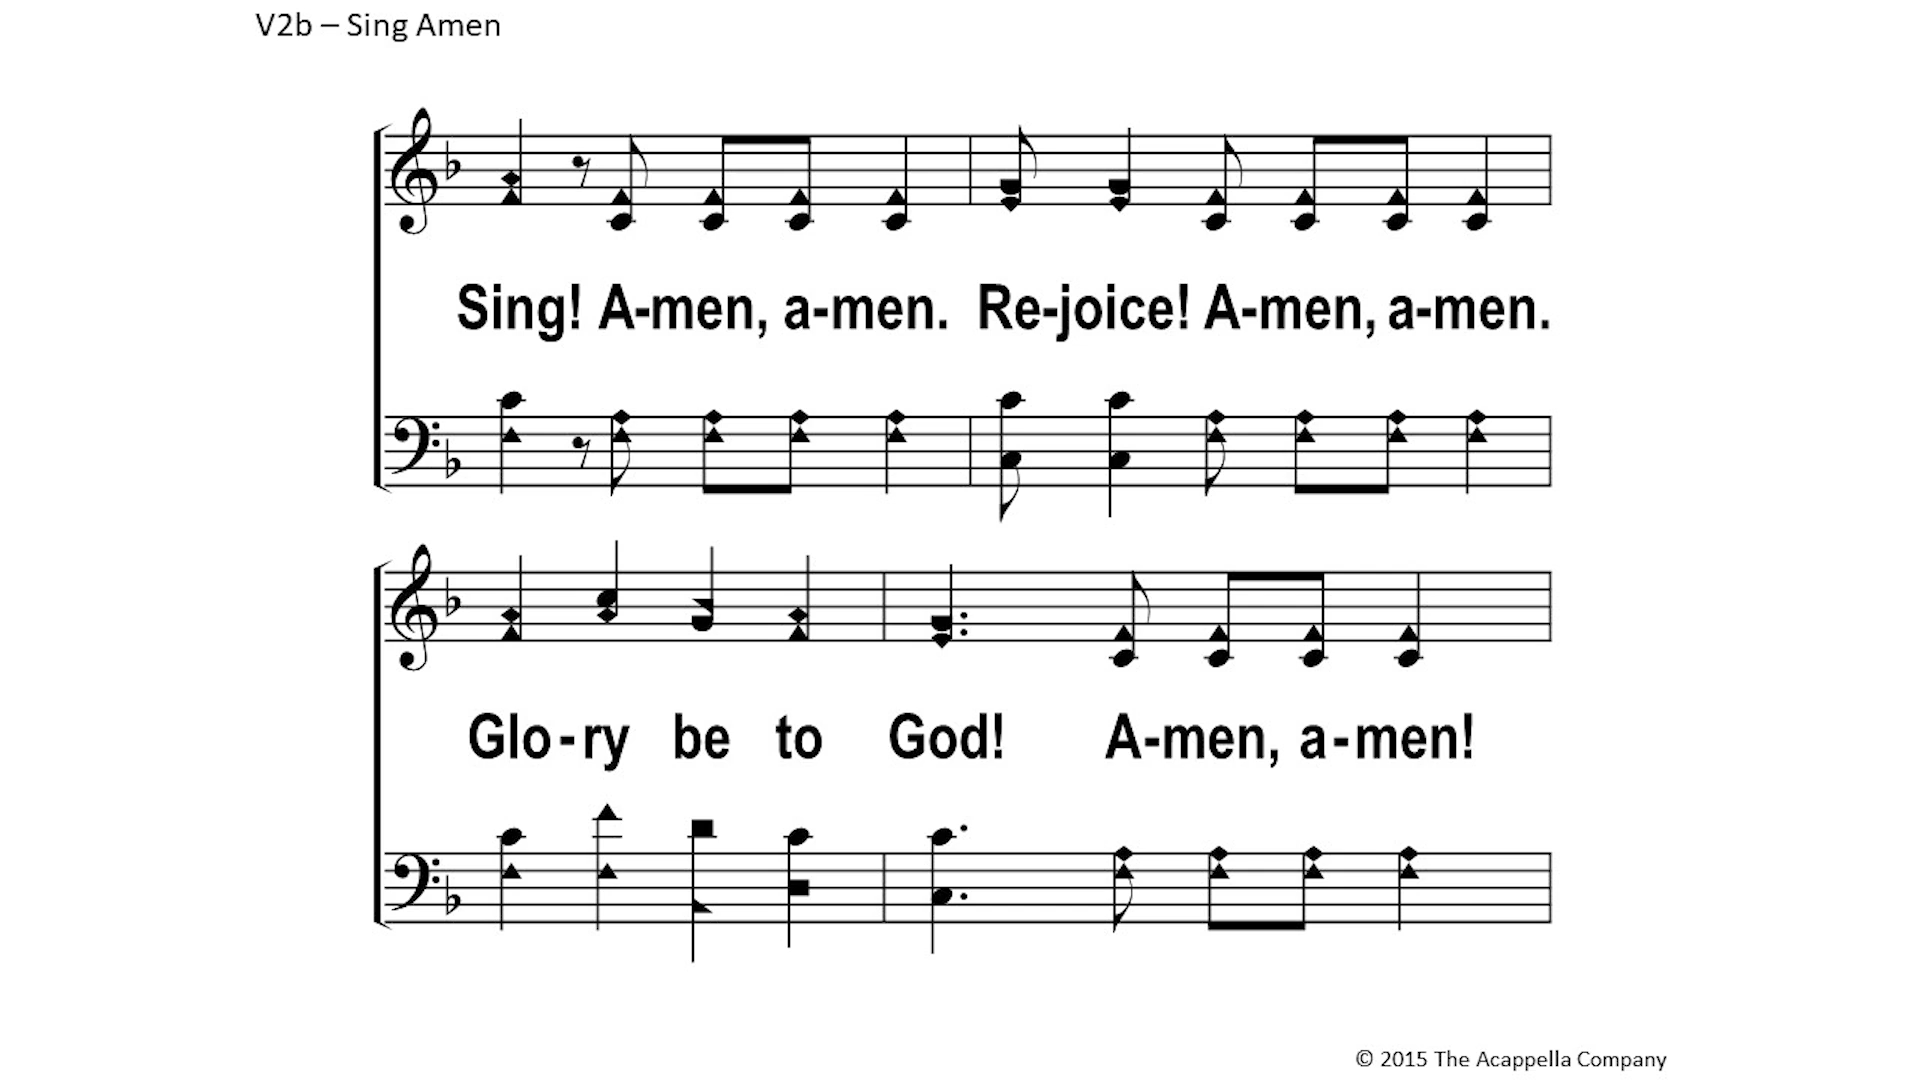 V2b – Sing Amen
Sing! A-men, a-men. Re-joice! A-men, a-men.
Glo-ry be to God! A-men, a-men!
© 2015 The Acappella Company